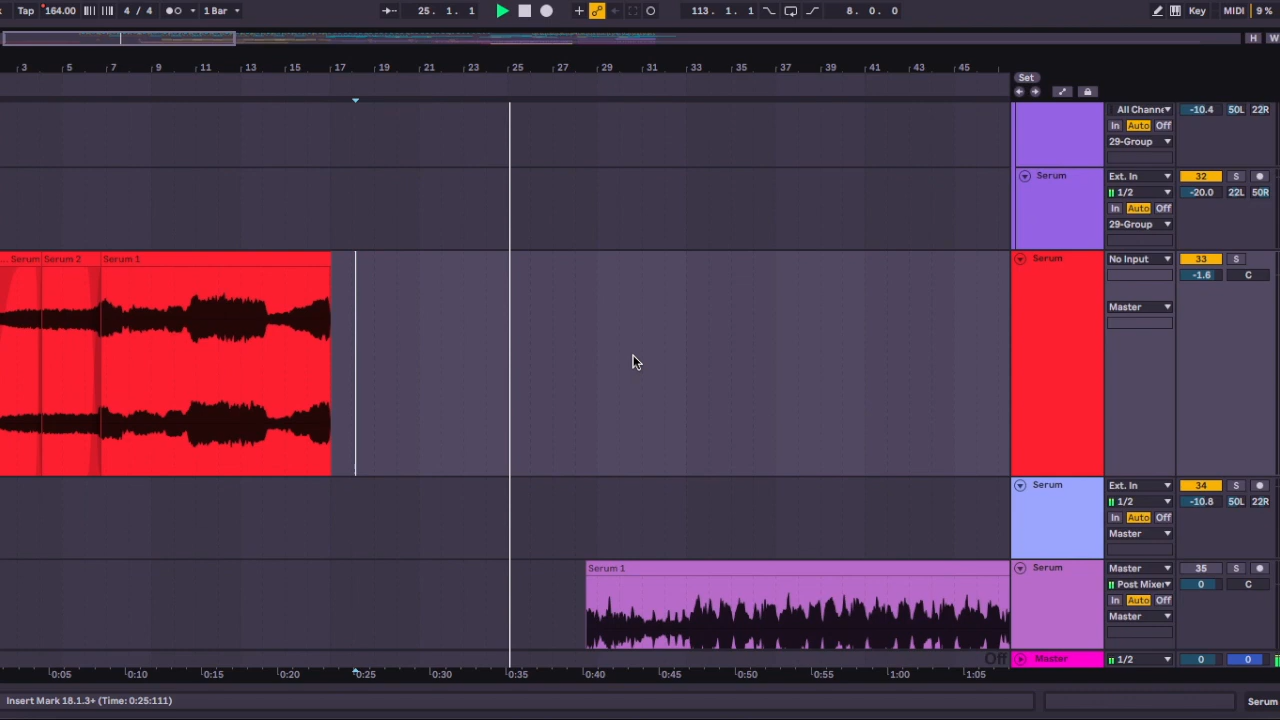 Tap 164.00 4 / 4 1 Bar 25. 1. 1 113. 1. 1 8. 0. 0 Key MIDI 9 %
H W
3 5 7 9 11 13 15 17 19 21 23 25 27 29 31 33 35 37 39 41 43 45
Set
All Channe -10.4 50L 22R
In Auto Off
29-Group
Serum Ext. In 32 S
1/2 -20.0 22L 50R
In Auto Off
29-Group
... Serum Serum 2 Serum 1 Serum No Input 33 S
-1.6 C
Master
Serum Ext. In 34 S
1/2 -10.8 50L 22R
In Auto Off
Master
Serum 1 Serum Master 35 S
Post Mixer 0 C
In Auto Off
Master
Off Master 1/2 0 0
0:05 0:10 0:15 0:20 0:25 0:30 0:35 0:40 0:45 0:50 0:55 1:00 1:05
Insert Mark 18.1.3+ (Time: 0:25:111) Serum